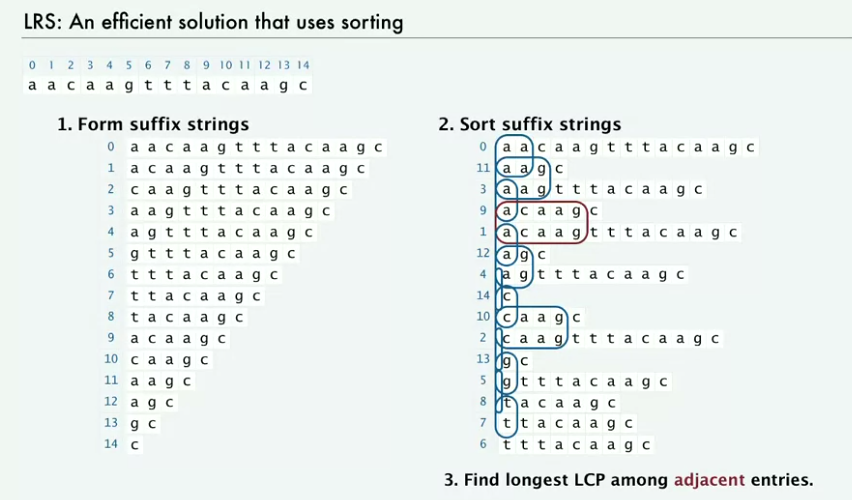 LRS: An efficient solution that uses sorting
0 1 2 3 4 5 6 7 8 9 10 11 12 13 14
a a c a a g t t t a c a a g c
1. Form suffix strings
0 a a c a a g t t t a c a a g c
1 a c a a g t t t a c a a g c
2 c a a g t t t a c a a g c
3 a a g t t t a c a a g c
4 a g t t t a c a a g c
5 g t t t a c a a g c
6 t t t a c a a g c
7 t t a c a a g c
8 t a c a a g c
9 a c a a g c
10 c a a g c
11 a a g c
12 a g c
13 g c
14 c
2. Sort suffix strings
0 a a c a a g t t t a c a a g c
11 a a g c
3 a a g t t t a c a a g c
9 a c a a g c
1 a c a a g t t t a c a a g c
12 a g c
4 a g t t t a c a a g c
14 c
10 c a a g c
2 c a a g t t t a c a a g c
13 g c
5 g t t t a c a a g c
8 t a c a a g c
7 t t a c a a g c
6 t t t a c a a g c
3. Find longest LCP among adjacent entries.